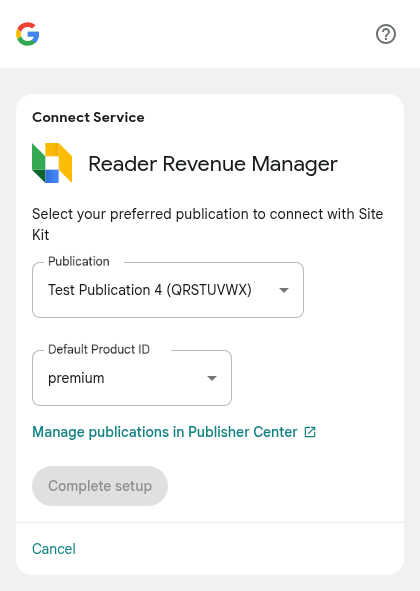 Connect Service
Reader Revenue Manager
Select your preferred publication to connect with Site
Kit
Publication
Test Publication 4 (QRSTUVWX)
Default Product ID
premium
Manage publications in Publisher Center
Complete setup
Cancel